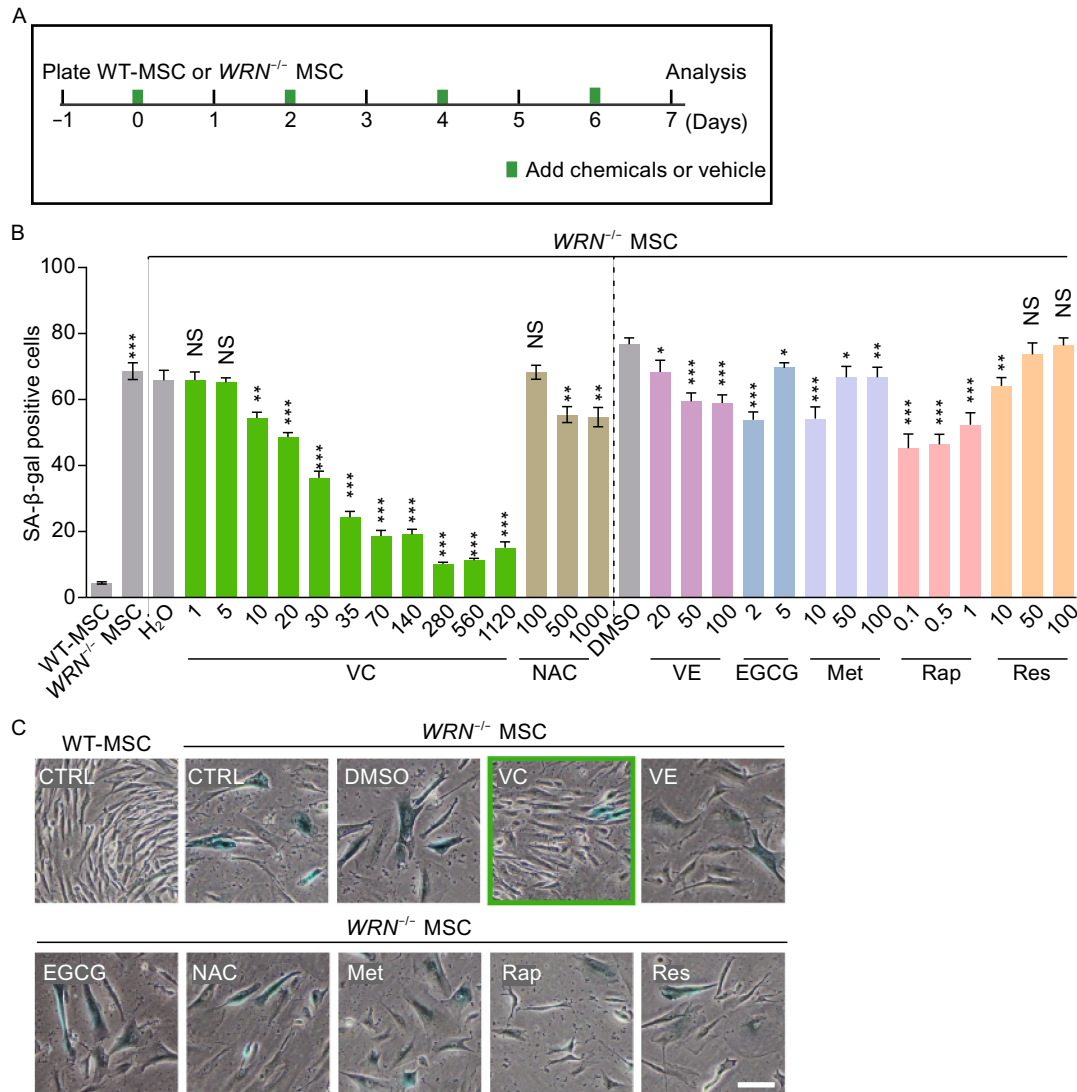 A
Plate WT-MSC or WRN⁻/⁻ MSC Analysis
−1 0 1 2 3 4 5 6 7 (Days)
Add chemicals or vehicle
B
WRN⁻/⁻ MSC
SA-β-gal positive cells
100
80
60
40
20
0
*** NS NS ** *** *** *** *** *** *** *** *** NS ** ** * *** *** *** * *** * ** *** *** *** ** NS NS
WT-MSC WRN⁻/⁻ MSC H₂O 1 5 10 20 30 35 70 140 280 560 1120 100 500 1000 DMSO 20 50 100 2 5 10 50 100 0.1 0.5 1 10 50 100
VC NAC VE EGCG Met Rap Res
C
WRN⁻/⁻ MSC
WT-MSC
CTRL CTRL DMSO VC VE
WRN⁻/⁻ MSC
EGCG NAC Met Rap Res